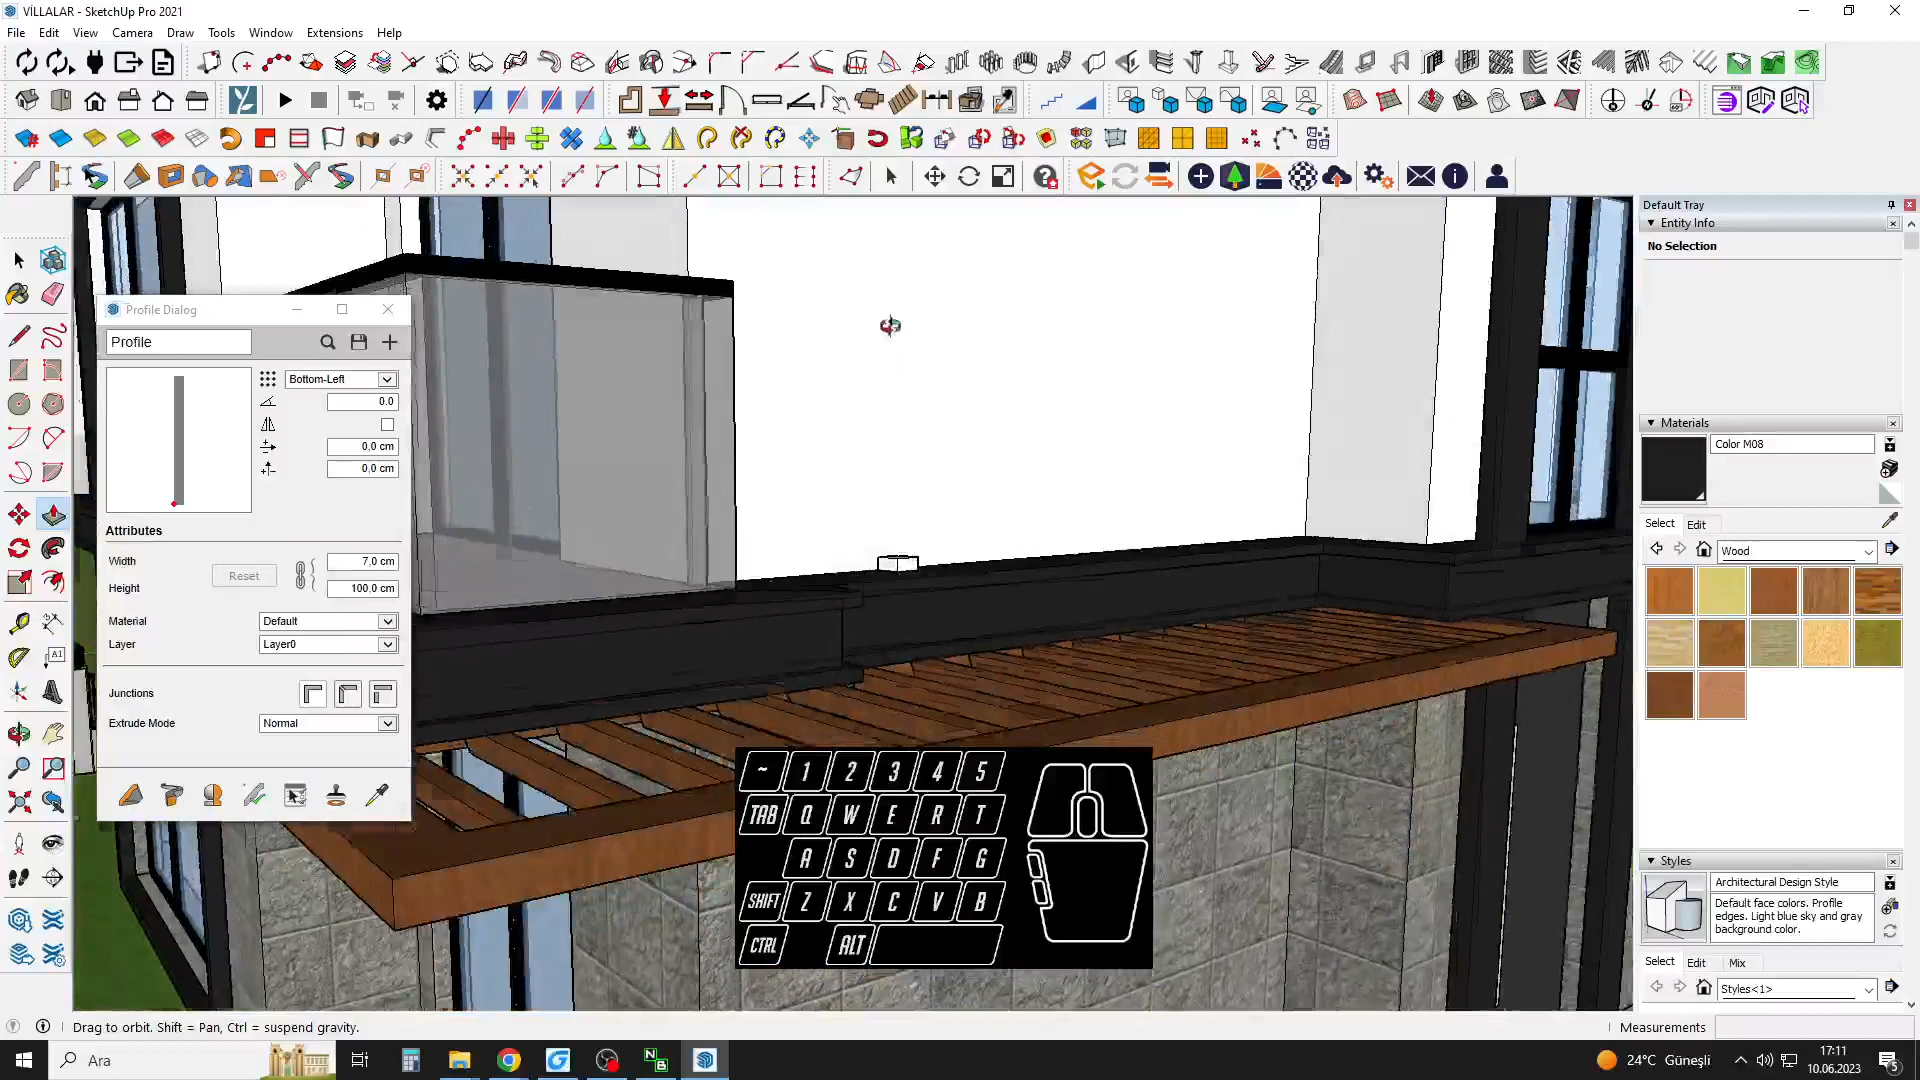 VİLLALAR - SketchUp Pro 2021
File Edit View Camera Draw Tools Window Extensions Help
Default Tray
Entity Info
No Selection
Profile Dialog
Profile
Bottom-Left
0.0
0,0 cm
0,0 cm
Attributes
Width 7,0 cm
Reset
Height 100,0 cm
Material Default
Layer Layer0
Junctions
Extrude Mode Normal
A1
Materials
Color M08
Select Edit
Wood
~ 1 2 3 4 5
TAB Q W E R T
A S D F G
SHIFT Z X C V B
CTRL ALT
Styles
Architectural Design Style
Default face colors. Profile
edges. Light blue sky and gray
background color.
Select Edit Mix
Styles<1>
Drag to orbit. Shift = Pan, Ctrl = suspend gravity.
Measurements
Ara
N
B
24°C Güneşli
17:11
10.06.2023
5